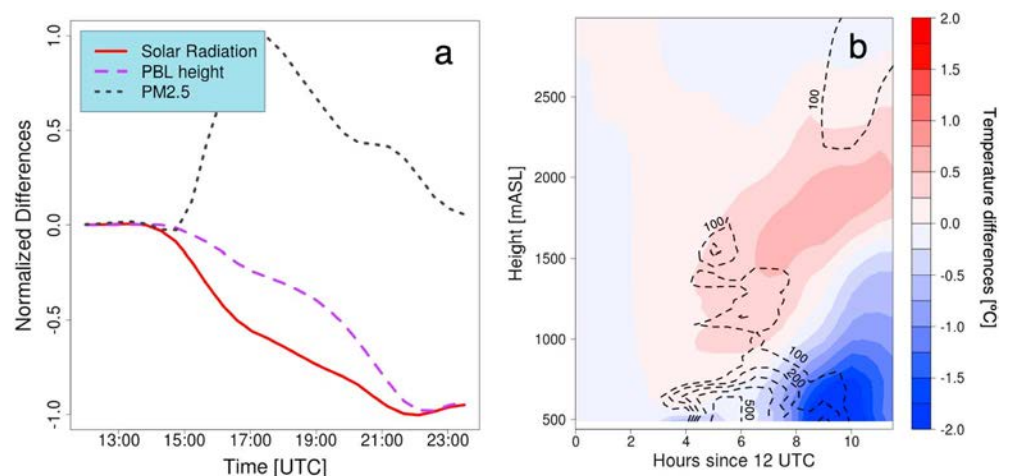 a
Solar Radiation
PBL height
PM2.5
Normalized Differences
1.0
0.5
0.0
-0.5
-1.0
13:00 15:00 17:00 19:00 21:00 23:00
Time [UTC]
b
Height [mASL]
2500
2000
1500
1000
500
100
100
100
200
500
0 2 4 6 8 10
Hours since 12 UTC
2.0
1.5
1.0
0.5
0.0
-0.5
-1.0
-1.5
-2.0
Temperature differences [ºC]